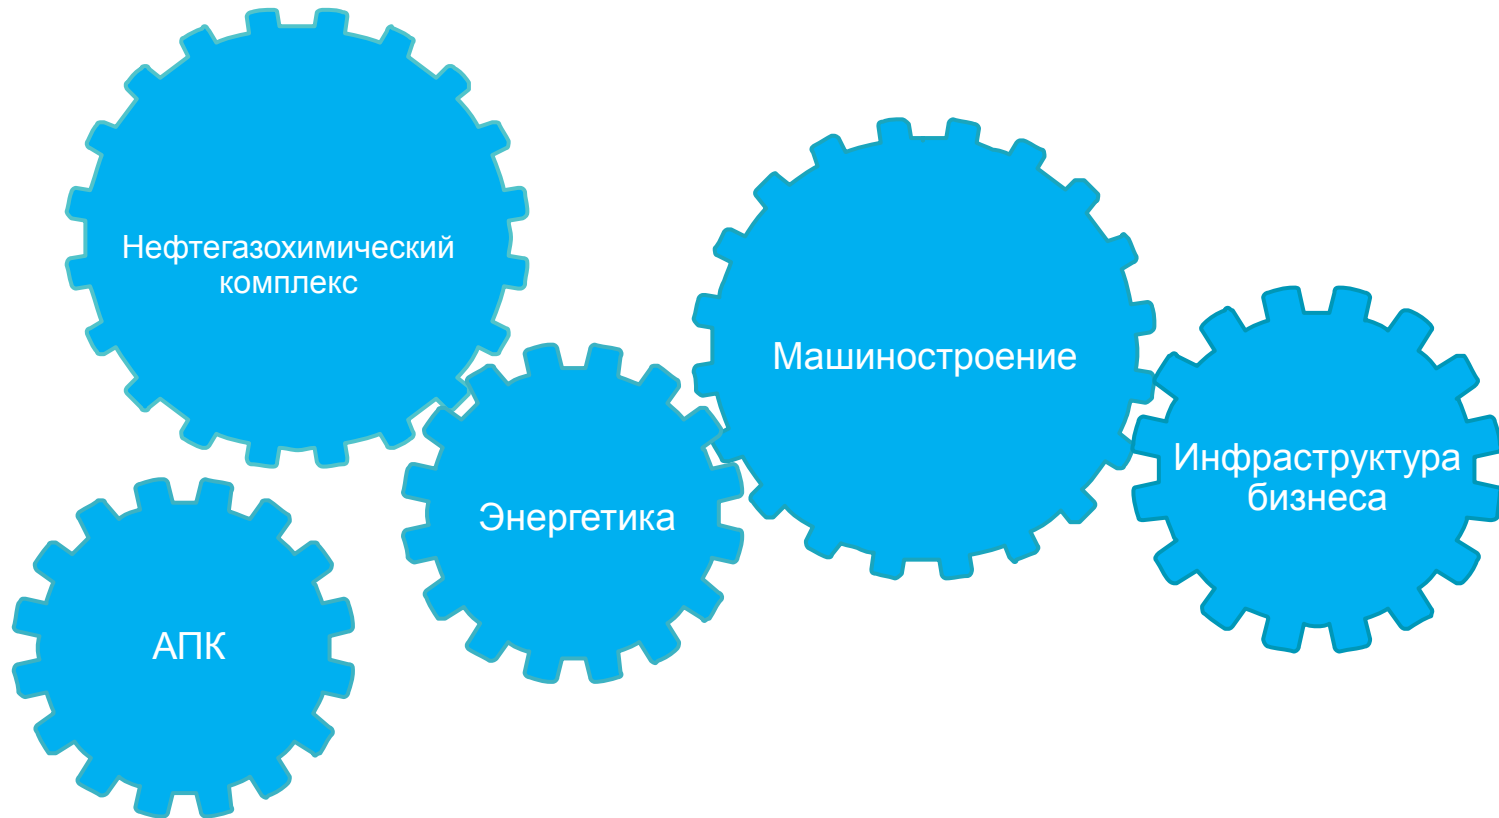 Нефтегазохимический
комплекс
Машиностроение
Инфраструктура
бизнеса
Энергетика
АПК